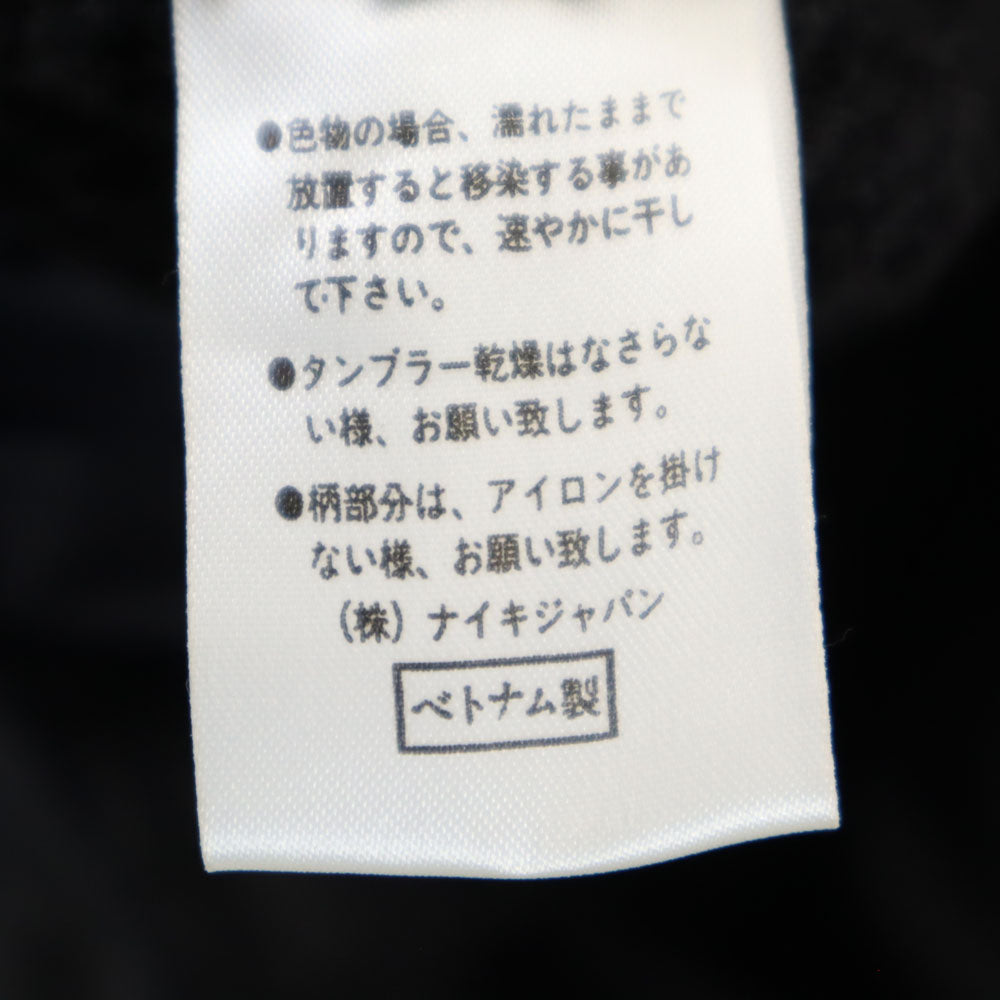 ●色物の場合、濡れたままで
放置すると移染する事があ
りますので、速やかに干し
て下さい。
●タンブラー乾燥はなさらな
い様、お願い致します。
●柄部分は、アイロンを掛け
ない様、お願い致します。
(株)ナイキジャパン
ベトナム製